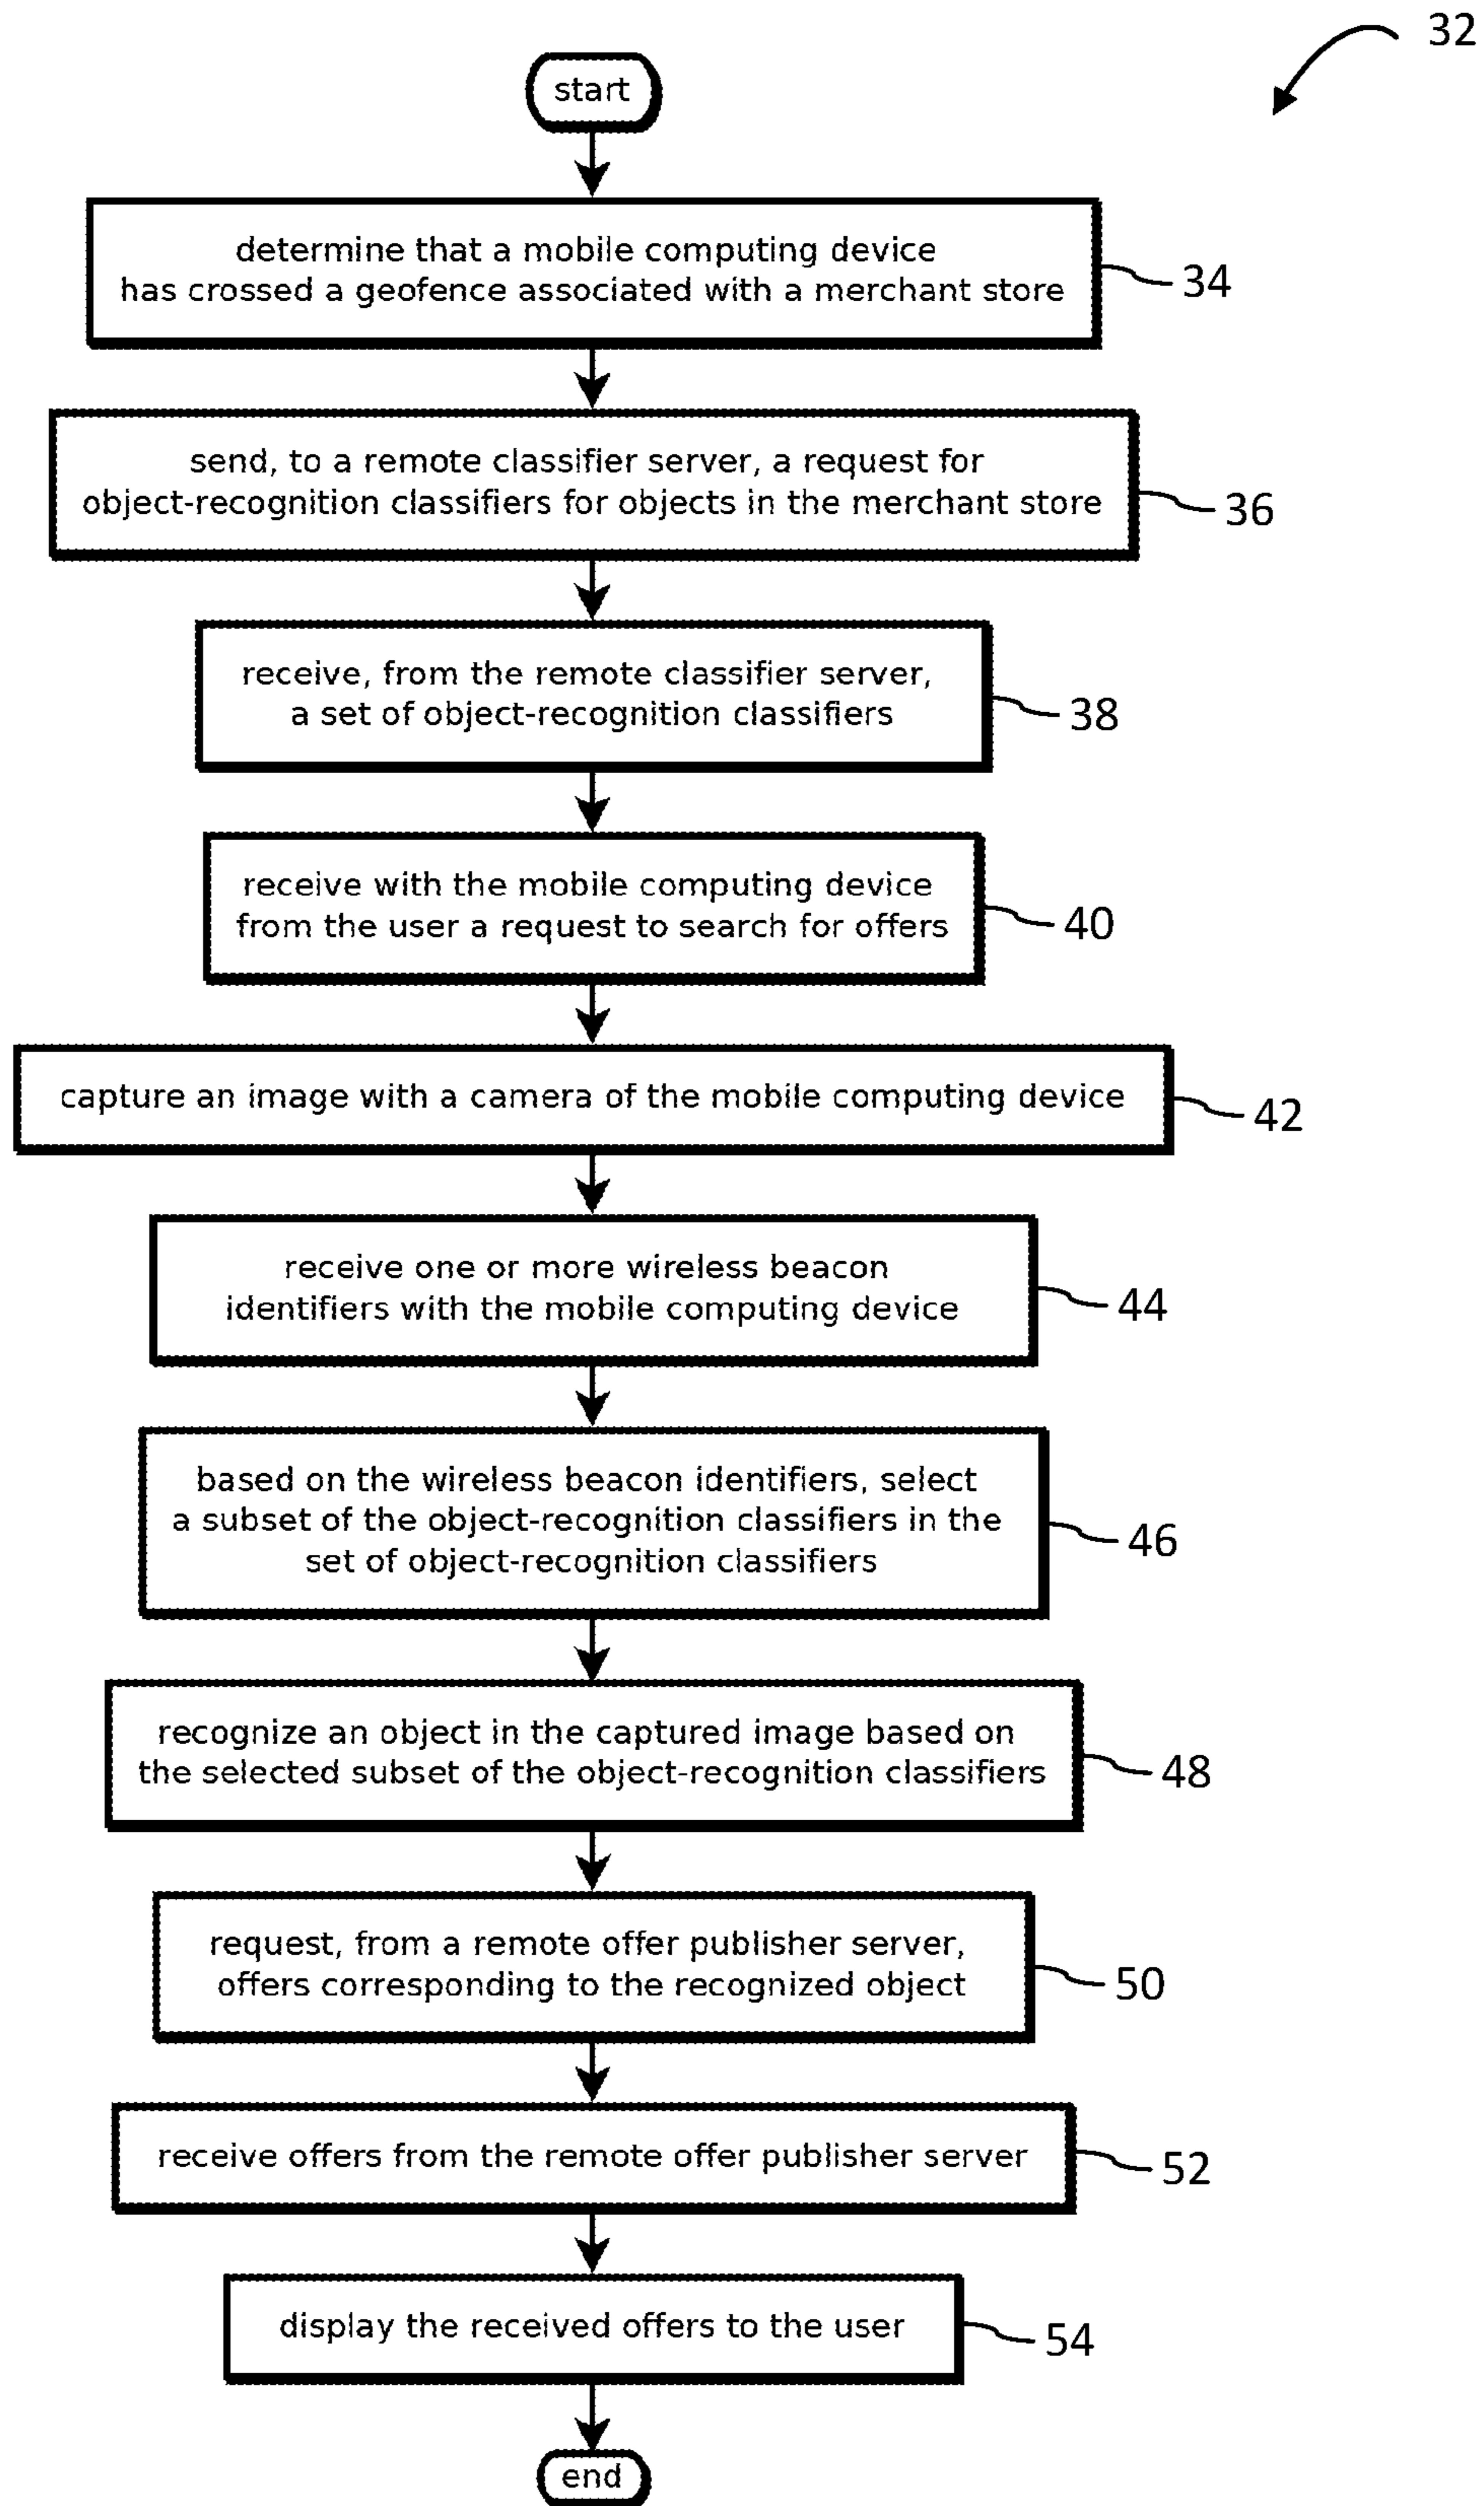 32
start
determine that a mobile computing device
has crossed a geofence associated with a merchant store
34
send, to a remote classifier server, a request for
object-recognition classifiers for objects in the merchant store
36
receive, from the remote classifier server,
a set of object-recognition classifiers
38
receive with the mobile computing device
from the user a request to search for offers
40
capture an image with a camera of the mobile computing device
42
receive one or more wireless beacon
identifiers with the mobile computing device
44
based on the wireless beacon identifiers, select
a subset of the object-recognition classifiers in the
set of object-recognition classifiers
46
recognize an object in the captured image based on
the selected subset of the object-recognition classifiers
48
request, from a remote offer publisher server,
offers corresponding to the recognized object
50
receive offers from the remote offer publisher server
52
display the received offers to the user
54
end